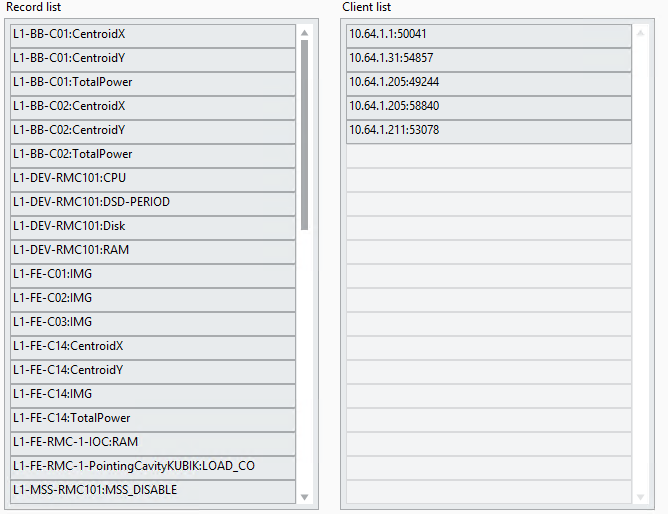 Record list
L1-BB-C01:CentroidX
L1-BB-C01:CentroidY
L1-BB-C01:TotalPower
L1-BB-C02:CentroidX
L1-BB-C02:CentroidY
L1-BB-C02:TotalPower
L1-DEV-RMC101:CPU
L1-DEV-RMC101:DSD-PERIOD
L1-DEV-RMC101:Disk
L1-DEV-RMC101:RAM
L1-FE-C01:IMG
L1-FE-C02:IMG
L1-FE-C03:IMG
L1-FE-C14:CentroidX
L1-FE-C14:CentroidY
L1-FE-C14:IMG
L1-FE-C14:TotalPower
L1-FE-RMC-1-IOC:RAM
L1-FE-RMC-1-PointingCavityKUBIK:LOAD_CO
L1-MSS-RMC101:MSS_DISABLE
Client list
10.64.1.1:50041
10.64.1.31:54857
10.64.1.205:49244
10.64.1.205:58840
10.64.1.211:53078